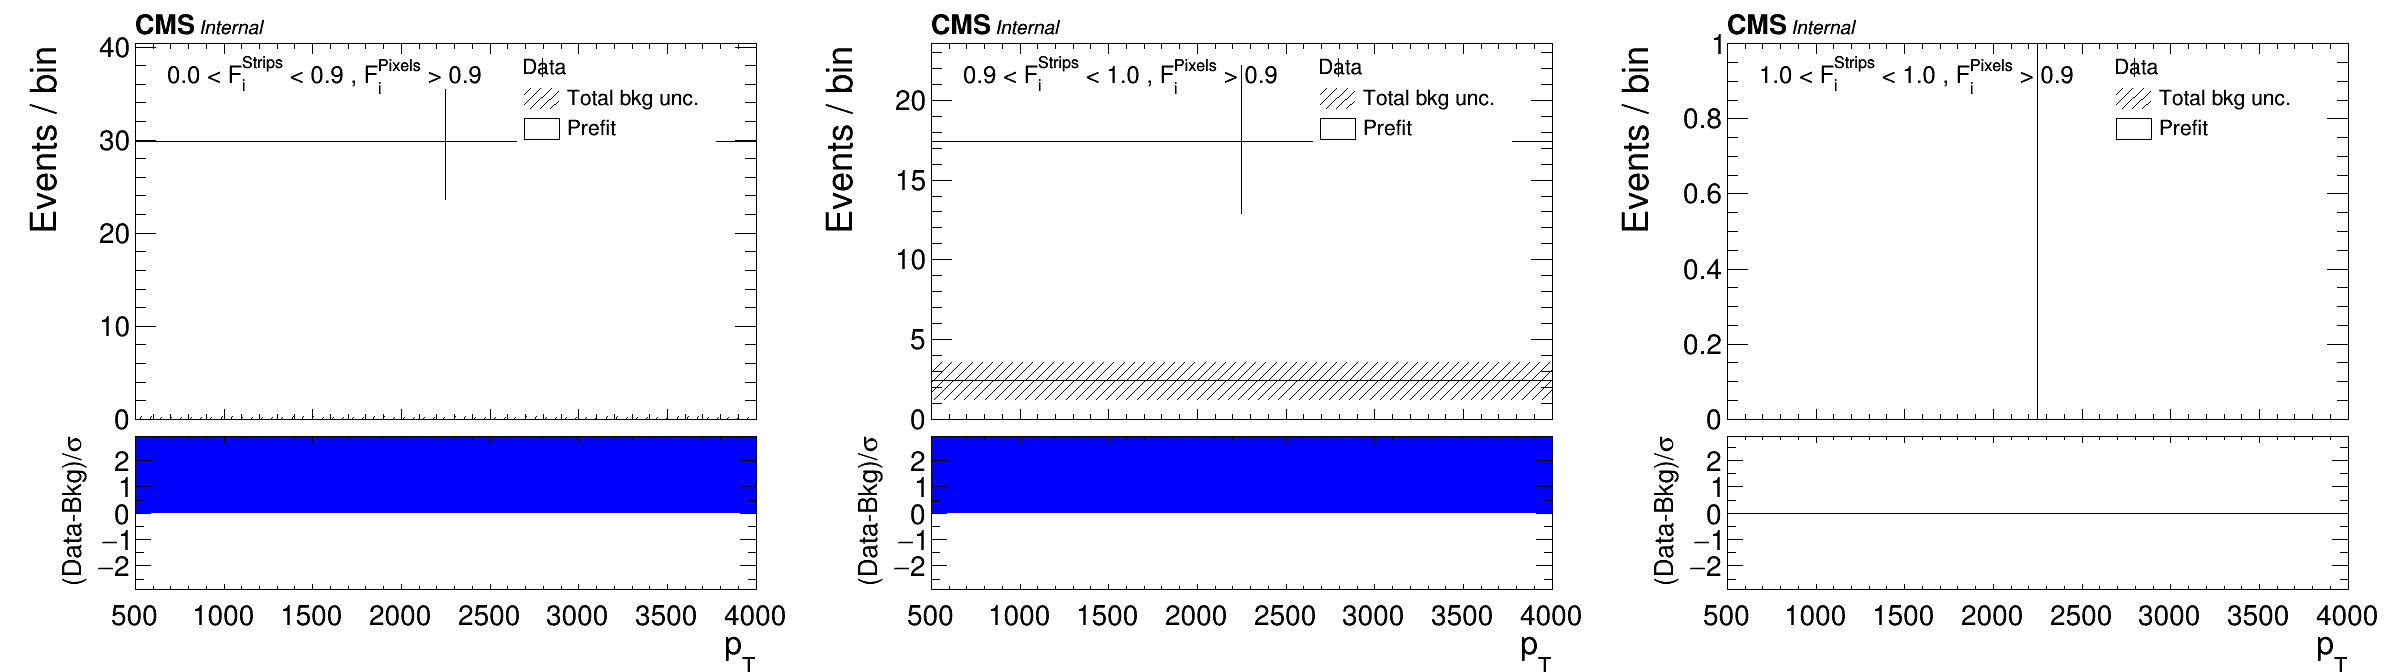 CMS Internal
Events / bin
40
30
20
10
0
0.0 < F_i^Strips < 0.9 , F_i^Pixels > 0.9
Data
Total bkg unc.
Prefit
(Data-Bkg)/σ
2
1
0
−1
−2
500 1000 1500 2000 2500 3000 3500 4000
p_T
CMS Internal
Events / bin
20
15
10
5
0
0.9 < F_i^Strips < 1.0 , F_i^Pixels > 0.9
Data
Total bkg unc.
Prefit
(Data-Bkg)/σ
2
1
0
−1
−2
500 1000 1500 2000 2500 3000 3500 4000
p_T
CMS Internal
Events / bin
1
0.8
0.6
0.4
0.2
0
1.0 < F_i^Strips < 1.0 , F_i^Pixels > 0.9
Data
Total bkg unc.
Prefit
(Data-Bkg)/σ
2
1
0
−1
−2
500 1000 1500 2000 2500 3000 3500 4000
p_T